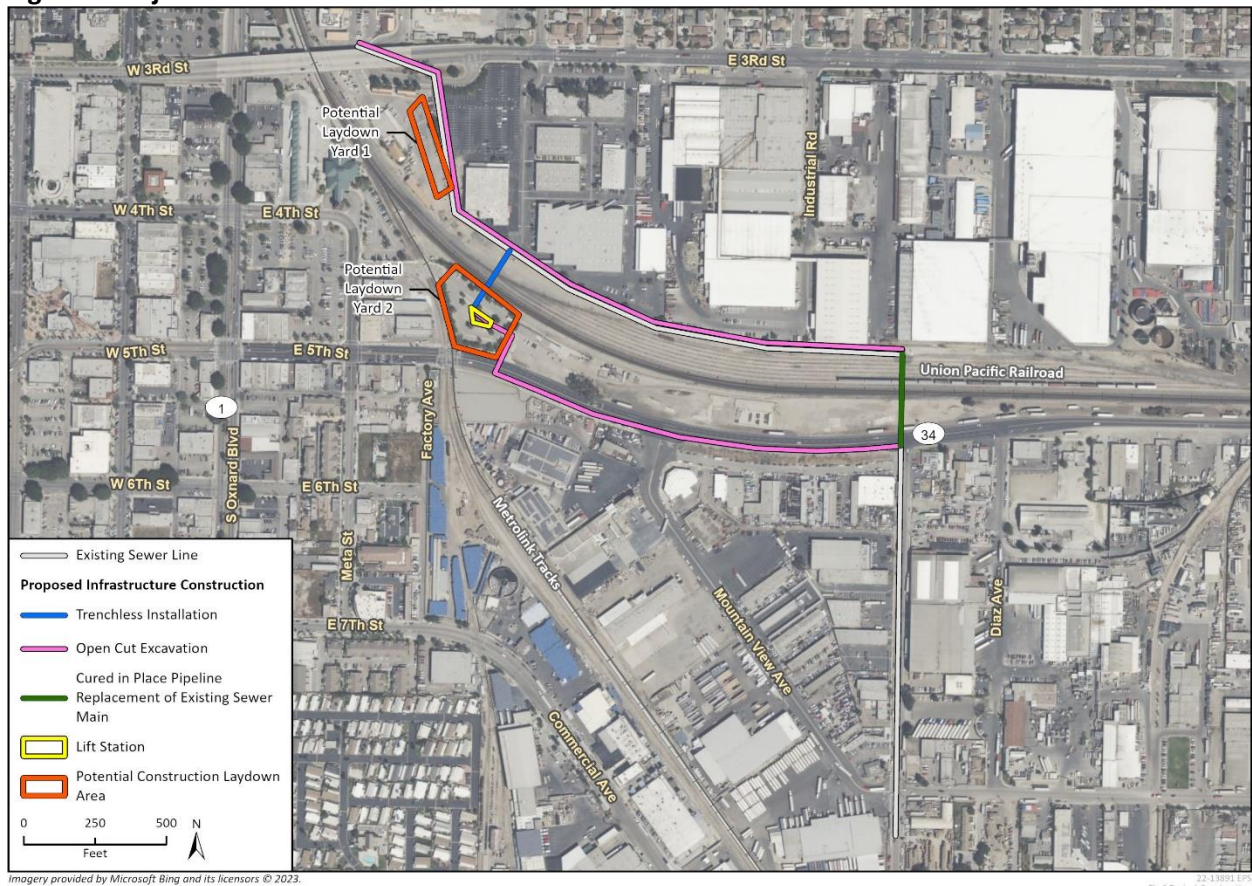 W 3Rd St
E 3Rd St
Potential
Laydown
Yard 1
Industrial Rd
W 4Th St
E 4Th St
Potential
Laydown
Yard 2
W 5Th St
E 5Th St
Union Pacific Railroad
1
34
S Oxnard Blvd
Factory Ave
W 6Th St
E 6Th St
Meta St
Metrolink Tracks
Mountain View Ave
Diaz Ave
E 7Th St
Commercial Ave
Existing Sewer Line
Proposed Infrastructure Construction
Trenchless Installation
Open Cut Excavation
Cured in Place Pipeline
Replacement of Existing Sewer
Main
Lift Station
Potential Construction Laydown
Area
0 250 500
Feet
N
Imagery provided by Microsoft Bing and its licensors © 2023.
22-13891 EPS